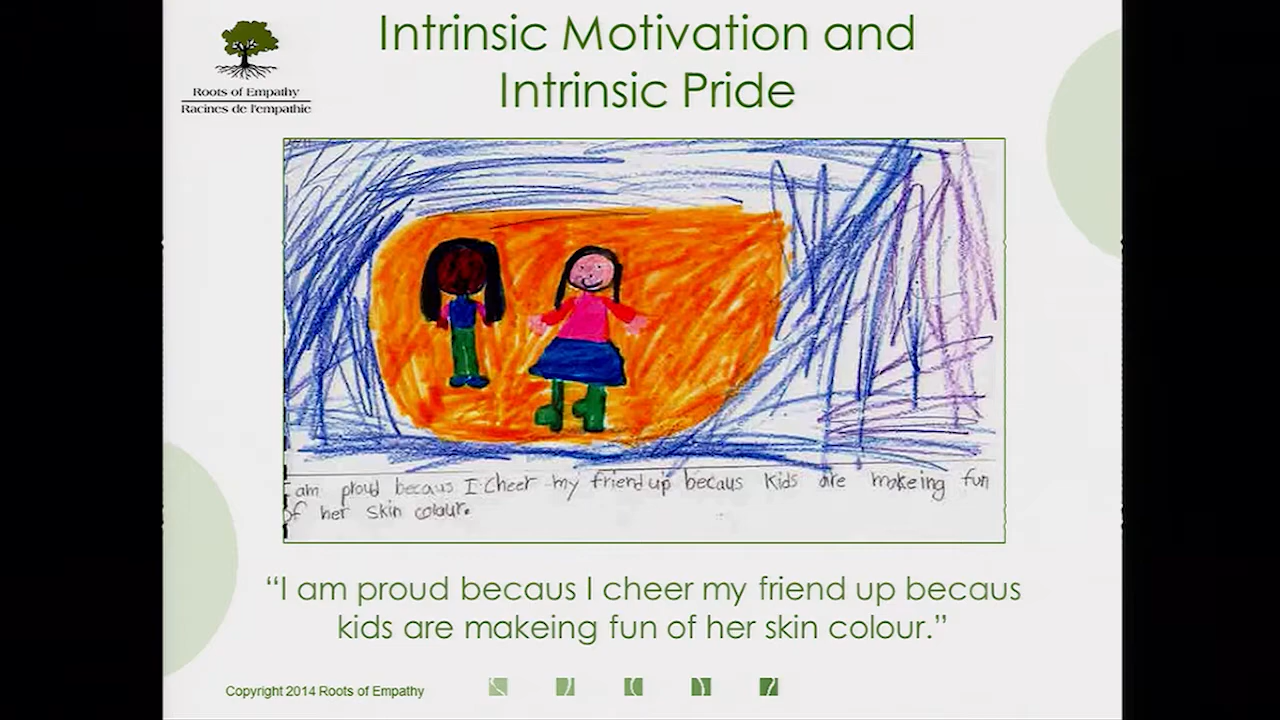 Intrinsic Motivation and
Intrinsic Pride
Roots of Empathy
Racines de l'empathie
I am proud becaus I cheer my friend up becaus kids are makeing fun
of her skin colour.
“I am proud becaus I cheer my friend up becaus
kids are makeing fun of her skin colour.”
Copyright 2014 Roots of Empathy